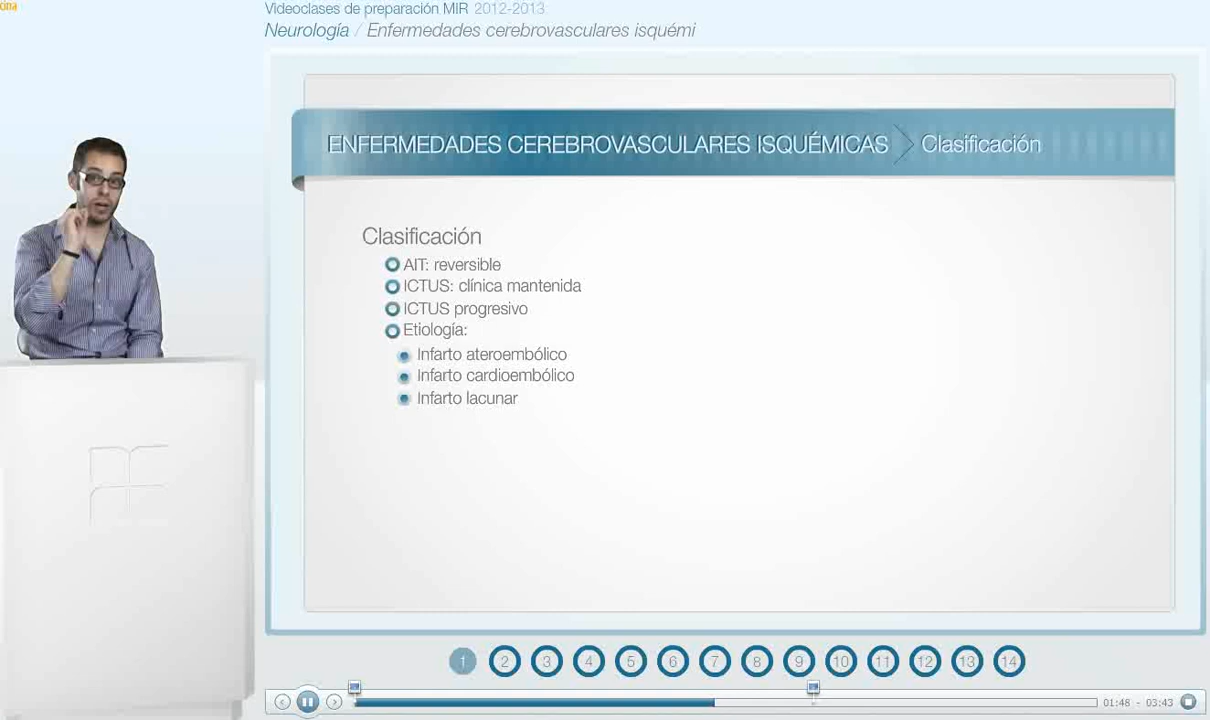 Videoclases de preparación MIR 2012-2013
Neurología / Enfermedades cerebrovasculares isquémi
ENFERMEDADES CEREBROVASCULARES ISQUÉMICAS Clasificación
Clasificación
AIT: reversible
ICTUS: clínica mantenida
ICTUS progresivo
Etiología:
Infarto ateroembólico
Infarto cardioembólico
Infarto lacunar
1 2 3 4 5 6 7 8 9 10 11 12 13 14
01:48 - 03:43